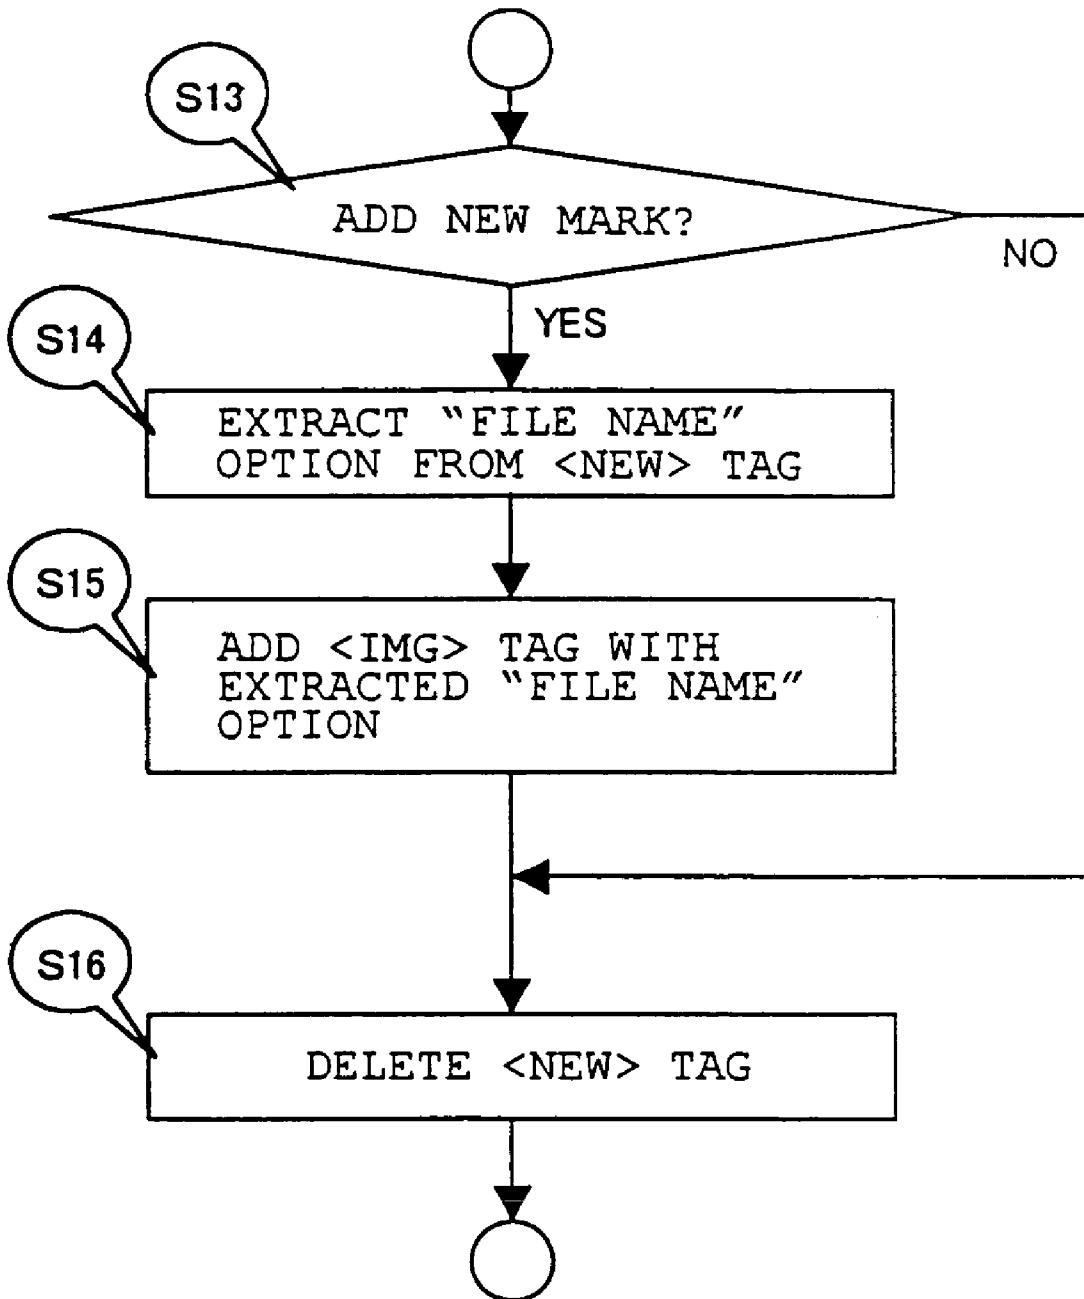 S13
ADD NEW MARK?
NO
YES
S14
EXTRACT “FILE NAME”
OPTION FROM <NEW> TAG
S15
ADD <IMG> TAG WITH
EXTRACTED “FILE NAME”
OPTION
S16
DELETE <NEW> TAG